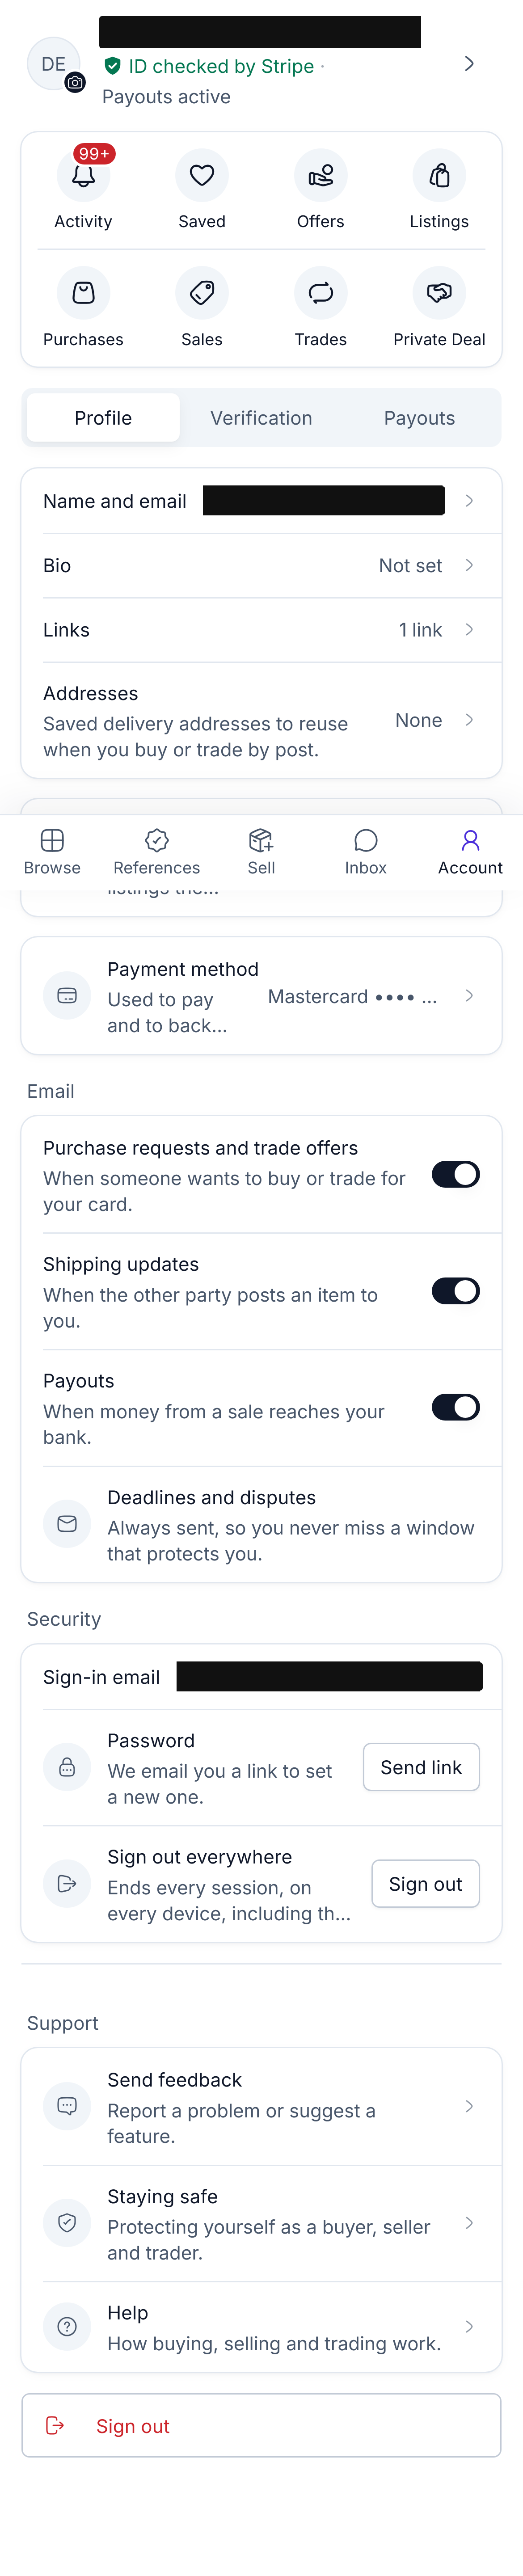 DE
ID checked by Stripe ·
Payouts active
99+
Activity
Saved
Offers
Listings
Purchases
Sales
Trades
Private Deal
Profile
Verification
Payouts
Name and email
Bio
Not set
Links
1 link
Addresses
Saved delivery addresses to reuse
when you buy or trade by post.
None
Browse
References
Sell
Inbox
Account
Payment method
Used to pay
and to back...
Mastercard •••• ...
Email
Purchase requests and trade offers
When someone wants to buy or trade for
your card.
Shipping updates
When the other party posts an item to
you.
Payouts
When money from a sale reaches your
bank.
Deadlines and disputes
Always sent, so you never miss a window
that protects you.
Security
Sign-in email
Password
We email you a link to set
a new one.
Send link
Sign out everywhere
Ends every session, on
every device, including th...
Sign out
Support
Send feedback
Report a problem or suggest a
feature.
Staying safe
Protecting yourself as a buyer, seller
and trader.
Help
How buying, selling and trading work.
Sign out